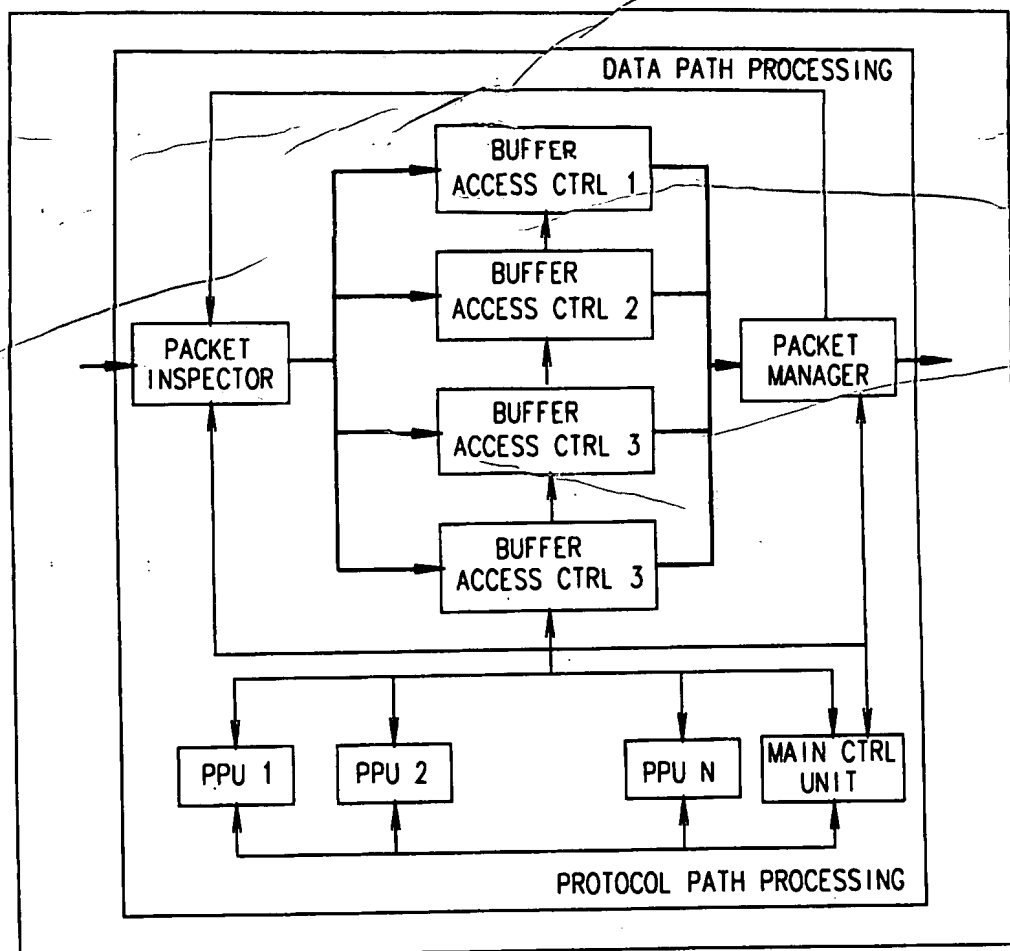 DATA PATH PROCESSING
BUFFER
ACCESS CTRL 1
BUFFER
ACCESS CTRL 2
PACKET
INSPECTOR
PACKET
MANAGER
BUFFER
ACCESS CTRL 3
BUFFER
ACCESS CTRL 3
PPU 1
PPU 2
PPU N
MAIN CTRL
UNIT
PROTOCOL PATH PROCESSING